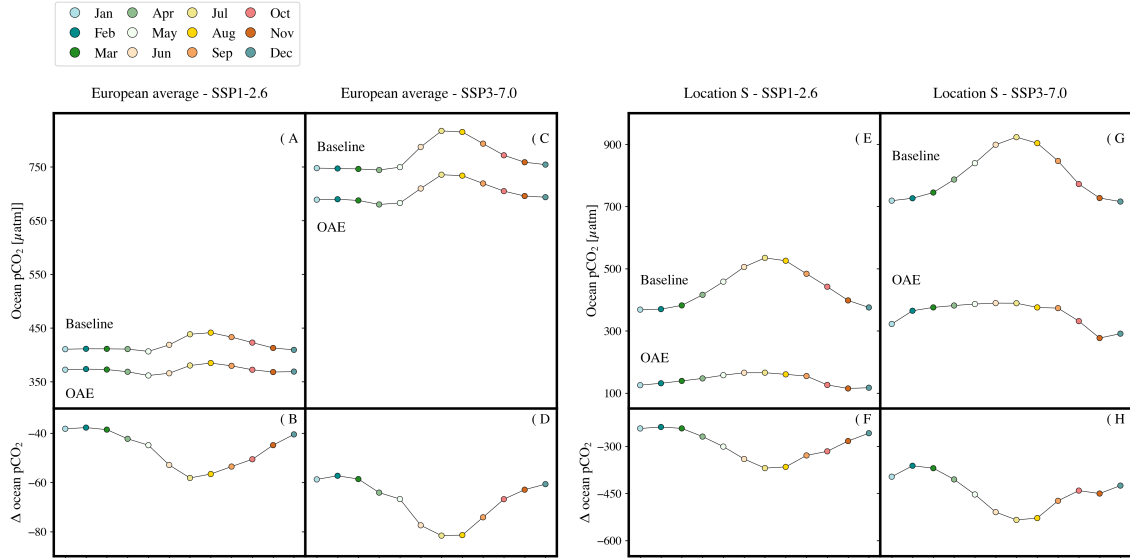 Jan Apr Jul Oct
Feb May Aug Nov
Mar Jun Sep Dec
European average - SSP1-2.6
European average - SSP3-7.0
Location S - SSP1-2.6
Location S - SSP3-7.0
Ocean pCO₂ [μatm]]
750
650
550
450
350
( A
Baseline
OAE
( C
Baseline
OAE
Δ ocean pCO₂
−40
−60
−80
( B
( D
Ocean pCO₂ [μatm]
900
700
500
300
100
( E
Baseline
OAE
( G
Baseline
OAE
Δ ocean pCO₂
−300
−450
−600
( F
( H